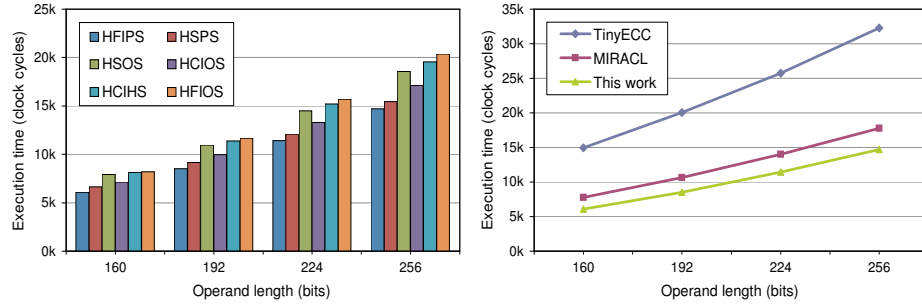 Execution time (clock cycles)
25k
20k
15k
10k
5k
0k
HFIPS
HSPS
HSOS
HCIOS
HCIHS
HFIOS
160
192
224
256
Operand length (bits)
Execution time (clock cycles)
35k
30k
25k
20k
15k
10k
5k
0k
TinyECC
MIRACL
This work
160
192
224
256
Operand length (bits)